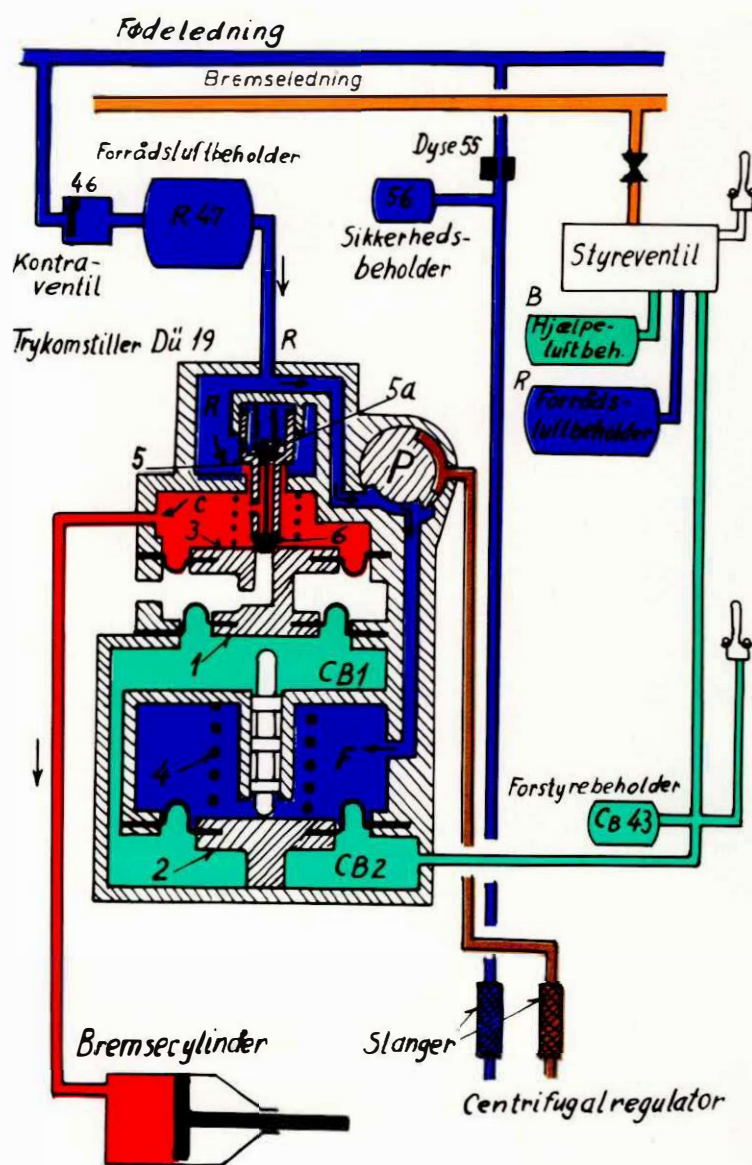 Fødeledning
Bremseledning
Forrådsluftbeholder
Dyse 55
46
R 47
56
Kontra-
ventil
Sikkerheds-
beholder
Styreventil
B
Hjælpe-
luftbeh.
R
Forråds-
luftbeholder
Trykomstiller Dü 19
R
5a
R
P
5
C
3
6
1
CB1
4
F
2
CB2
Forstyrebeholder
CB 43
Bremsecylinder
Slanger
Centrifugalregulator